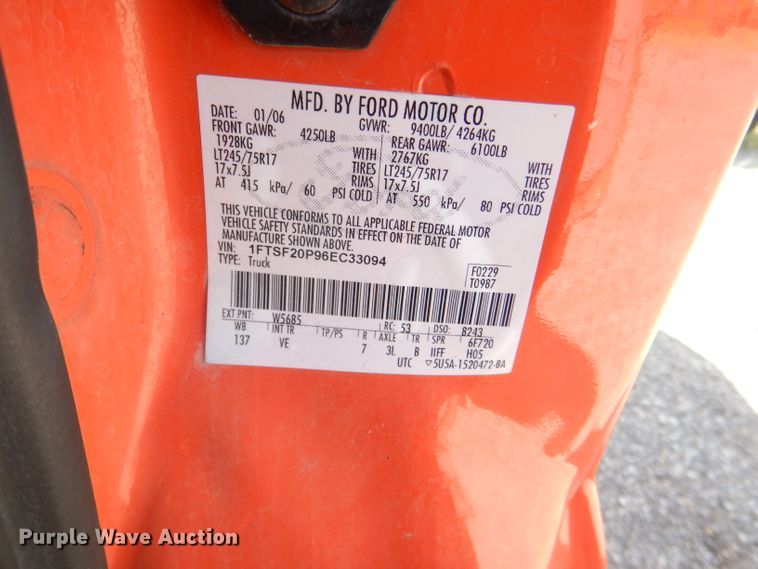 MFD. BY FORD MOTOR CO.
DATE: 01/06 GVWR: 9400LB/ 4264KG
FRONT GAWR: 4250LB REAR GAWR: 6100LB
1928KG WITH 2767KG WITH
LT245/75R17 TIRES LT245/75R17 TIRES
17x7.5J RIMS 17x7.5J RIMS
AT 415 kPa/ 60 PSI COLD AT 550 kPa/ 80 PSI COLD
THIS VEHICLE CONFORMS TO ALL APPLICABLE FEDERAL MOTOR
VEHICLE SAFETY STANDARDS IN EFFECT ON THE DATE OF
MANUFACTURE SHOWN ABOVE.
VIN: 1FTSF20P96EC33094 F0229
TYPE: Truck T0987
EXT PNT: W5685 RC: 53 DSO: 8243
WB INT TR TP/PS R AXLE TR SPR 6F720
137 VE 7 3L B IIFF H05
UTC ▽5U5A-1520472-BA
Purple Wave Auction